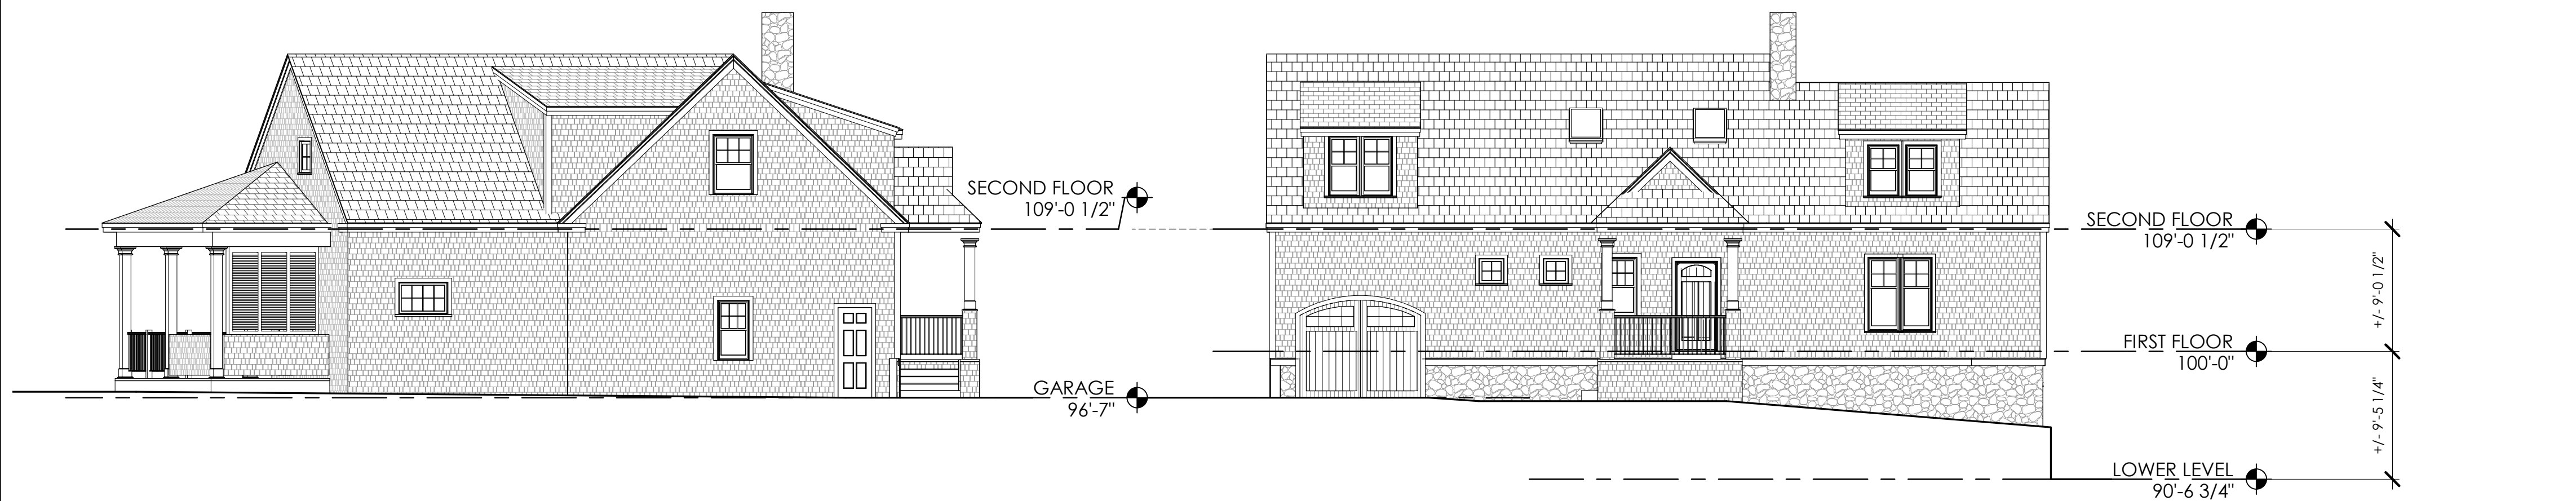 SECOND FLOOR
109'-0 1/2"
GARAGE
96'-7"
SECOND FLOOR
109'-0 1/2"
+/- 9'-0 1/2"
FIRST FLOOR
100'-0"
+/- 9'-5 1/4"
LOWER LEVEL
90'-6 3/4"